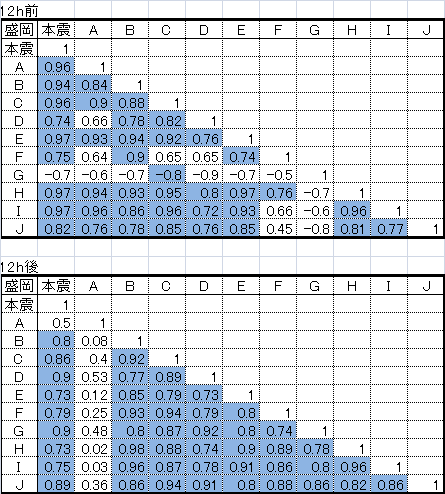 12h前
盛岡 本震 A B C D E F G H I J
本震 1
A 0.96 1
B 0.94 0.84 1
C 0.96 0.9 0.88 1
D 0.74 0.66 0.78 0.82 1
E 0.97 0.93 0.94 0.92 0.76 1
F 0.75 0.64 0.9 0.65 0.65 0.74 1
G -0.7 -0.6 -0.7 -0.8 -0.9 -0.7 -0.5 1
H 0.97 0.94 0.93 0.95 0.8 0.97 0.76 -0.7 1
I 0.97 0.96 0.86 0.96 0.72 0.93 0.66 -0.6 0.96 1
J 0.82 0.76 0.78 0.85 0.76 0.85 0.45 -0.8 0.81 0.77 1
12h後
盛岡 本震 A B C D E F G H I J
本震 1
A 0.5 1
B 0.8 0.08 1
C 0.86 0.4 0.92 1
D 0.9 0.53 0.77 0.89 1
E 0.73 0.12 0.85 0.79 0.73 1
F 0.79 0.25 0.93 0.94 0.79 0.8 1
G 0.9 0.48 0.8 0.87 0.92 0.8 0.74 1
H 0.73 0.02 0.98 0.88 0.74 0.9 0.89 0.78 1
I 0.75 0.03 0.96 0.87 0.78 0.91 0.86 0.8 0.96 1
J 0.89 0.36 0.86 0.94 0.91 0.8 0.88 0.86 0.82 0.86 1